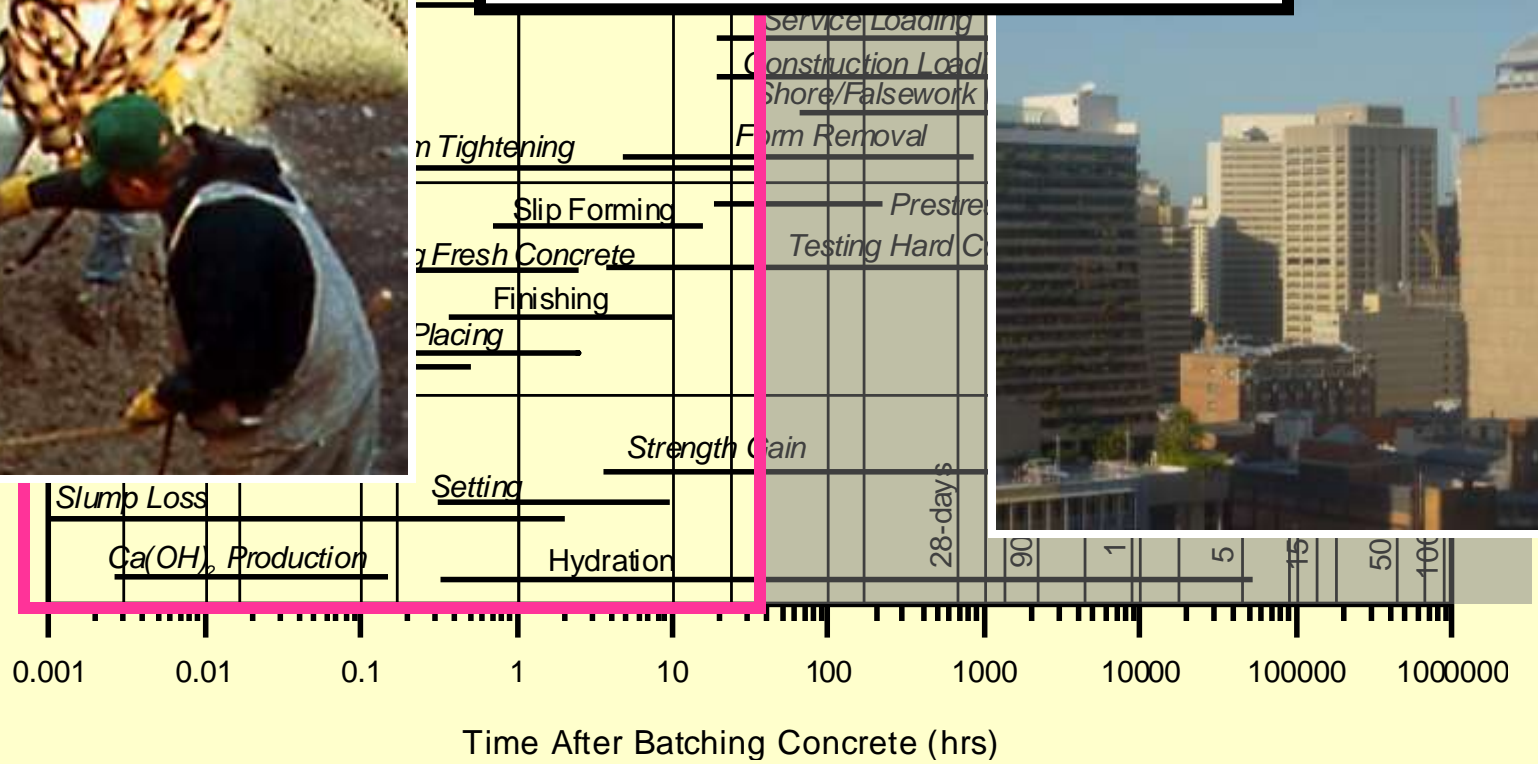 Service Loading
Construction Loadi
Shore/Falsework
Form Removal
m Tightening
Slip Forming
Prestre
g Fresh Concrete
Testing Hard C
Finishing
Placing
Strength Gain
Setting
Slump Loss
Ca(OH)₂ Production
Hydration
28-days
90
1
5
15
50
100
0.001 0.01 0.1 1 10 100 1000 10000 100000 1000000
Time After Batching Concrete (hrs)